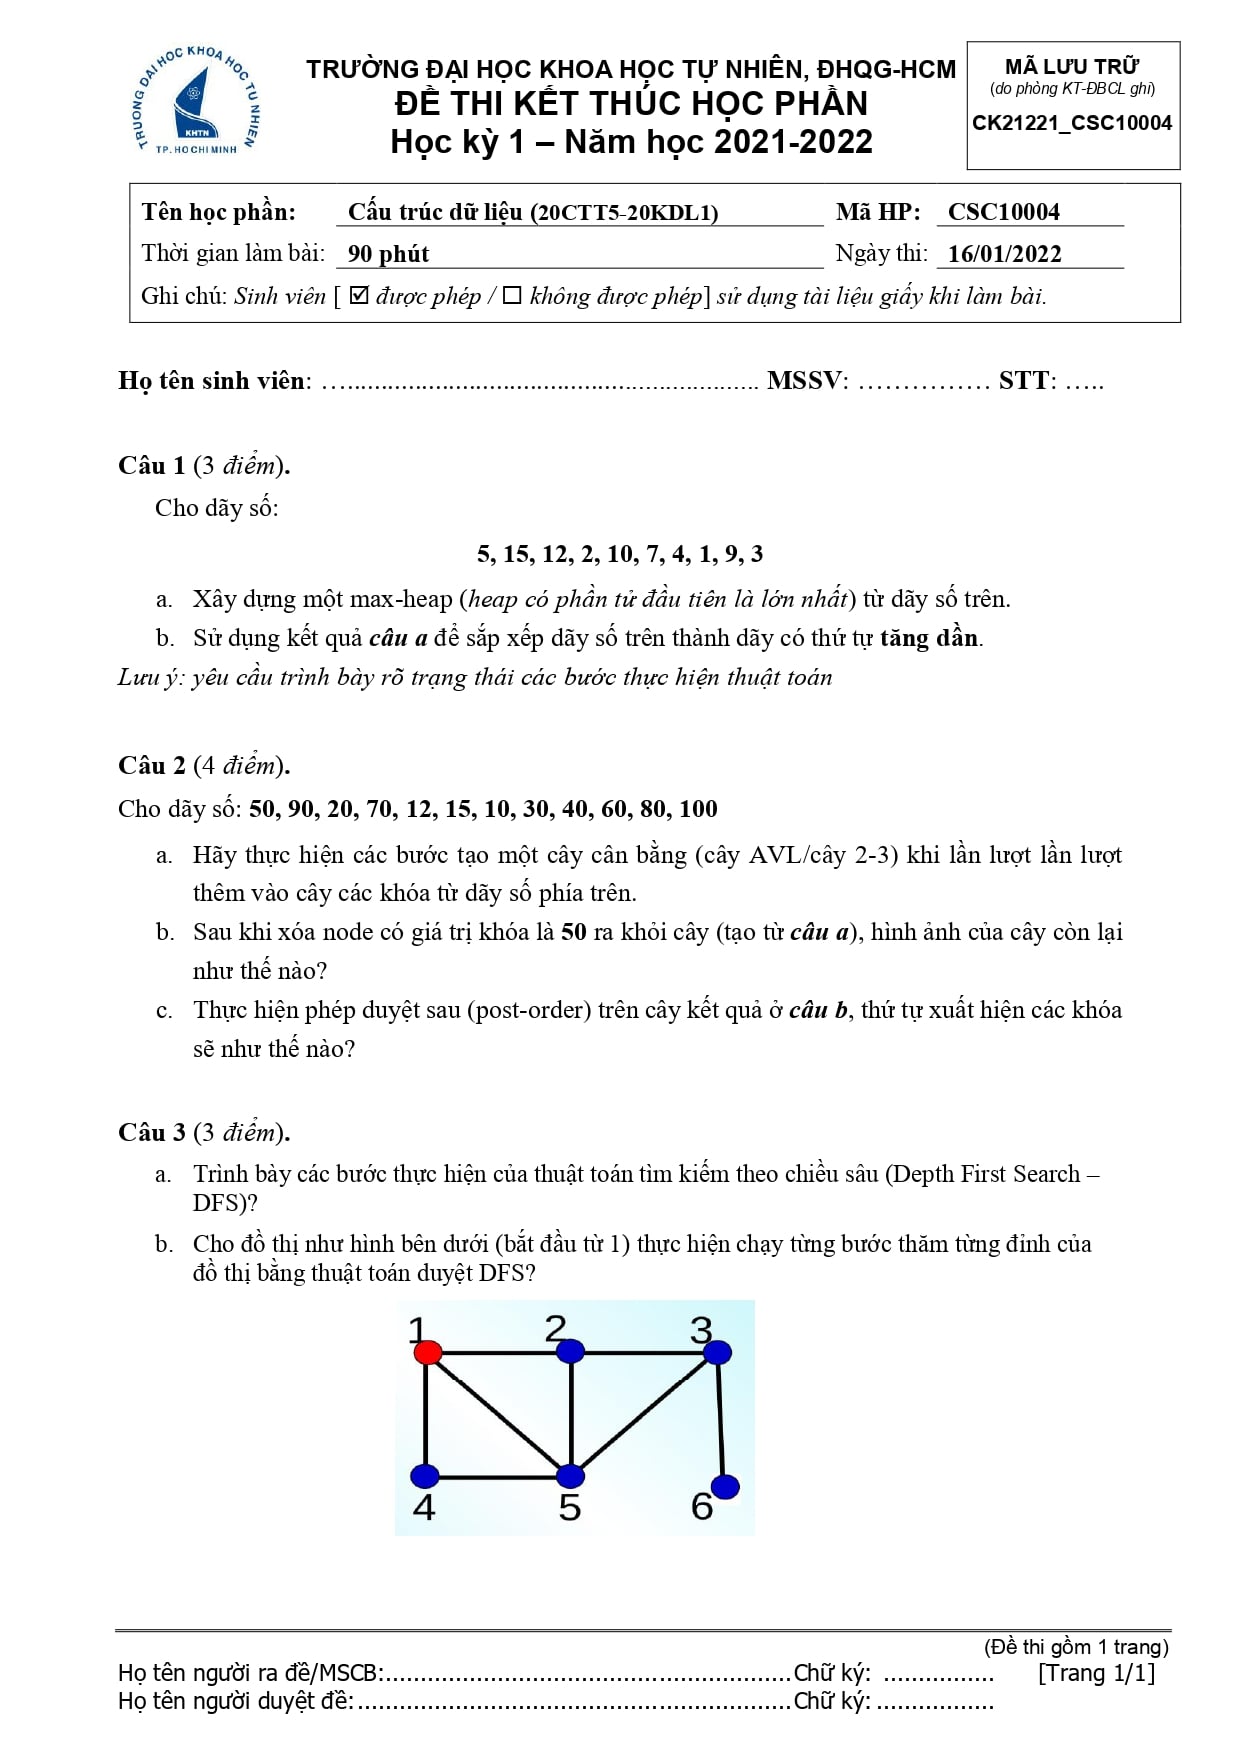 TRƯỜNG ĐẠI HỌC KHOA HỌC TỰ NHIÊN
KHTN
TP. HO CHI MINH
TRƯỜNG ĐẠI HỌC KHOA HỌC TỰ NHIÊN, ĐHQG-HCM
ĐỀ THI KẾT THÚC HỌC PHẦN
Học kỳ 1 – Năm học 2021-2022
MÃ LƯU TRỮ
(do phòng KT-ĐBCL ghi)
CK21221_CSC10004
Tên học phần: Cấu trúc dữ liệu (20CTT5-20KDL1) Mã HP: CSC10004
Thời gian làm bài: 90 phút Ngày thi: 16/01/2022
Ghi chú: Sinh viên [ ☑ được phép / ☐ không được phép] sử dụng tài liệu giấy khi làm bài.
Họ tên sinh viên: ….............................................................. MSSV: …………… STT: …..
Câu 1 (3 điểm).
Cho dãy số:
5, 15, 12, 2, 10, 7, 4, 1, 9, 3
a. Xây dựng một max-heap (heap có phần tử đầu tiên là lớn nhất) từ dãy số trên.
b. Sử dụng kết quả câu a để sắp xếp dãy số trên thành dãy có thứ tự tăng dần.
Lưu ý: yêu cầu trình bày rõ trạng thái các bước thực hiện thuật toán
Câu 2 (4 điểm).
Cho dãy số: 50, 90, 20, 70, 12, 15, 10, 30, 40, 60, 80, 100
a. Hãy thực hiện các bước tạo một cây cân bằng (cây AVL/cây 2-3) khi lần lượt lần lượt
thêm vào cây các khóa từ dãy số phía trên.
b. Sau khi xóa node có giá trị khóa là 50 ra khỏi cây (tạo từ câu a), hình ảnh của cây còn lại
như thế nào?
c. Thực hiện phép duyệt sau (post-order) trên cây kết quả ở câu b, thứ tự xuất hiện các khóa
sẽ như thế nào?
Câu 3 (3 điểm).
a. Trình bày các bước thực hiện của thuật toán tìm kiếm theo chiều sâu (Depth First Search –
DFS)?
b. Cho đồ thị như hình bên dưới (bắt đầu từ 1) thực hiện chạy từng bước thăm từng đỉnh của
đồ thị bằng thuật toán duyệt DFS?
1 2 3
4 5 6
(Đề thi gồm 1 trang)
Họ tên người ra đề/MSCB:.............................................................Chữ ký: ................. [Trang 1/1]
Họ tên người duyệt đề:.................................................................Chữ ký: ..................